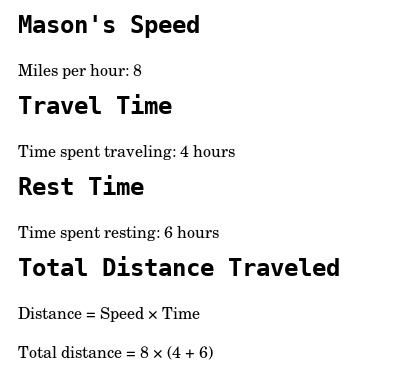 Mason's Speed
Miles per hour: 8
Travel Time
Time spent traveling: 4 hours
Rest Time
Time spent resting: 6 hours
Total Distance Traveled
Distance = Speed × Time
Total distance = 8 × (4 + 6)